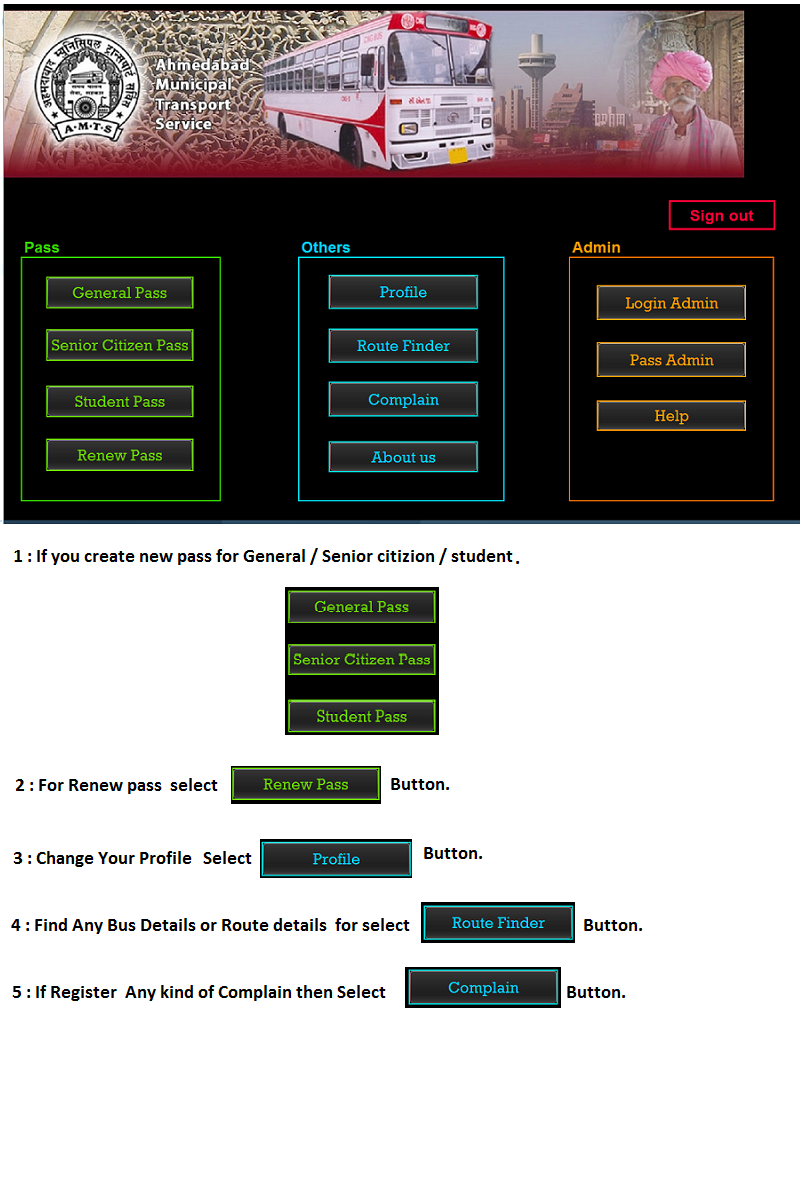 अहमदाबाद म्युनिसिपल ट्रान्सपोर्ट सर्विस
A·M·T·S
Ahmedabad
Municipal
Transport
Service
Sign out
Pass
Others
Admin
General Pass
Senior Citizen Pass
Student Pass
Renew Pass
Profile
Route Finder
Complain
About us
Login Admin
Pass Admin
Help
1 : If you create new pass for General / Senior citizion / student .
General Pass
Senior Citizen Pass
Student Pass
2 : For Renew pass select Renew Pass Button.
3 : Change Your Profile Select Profile Button.
4 : Find Any Bus Details or Route details for select Route Finder Button.
5 : If Register Any kind of Complain then Select Complain Button.